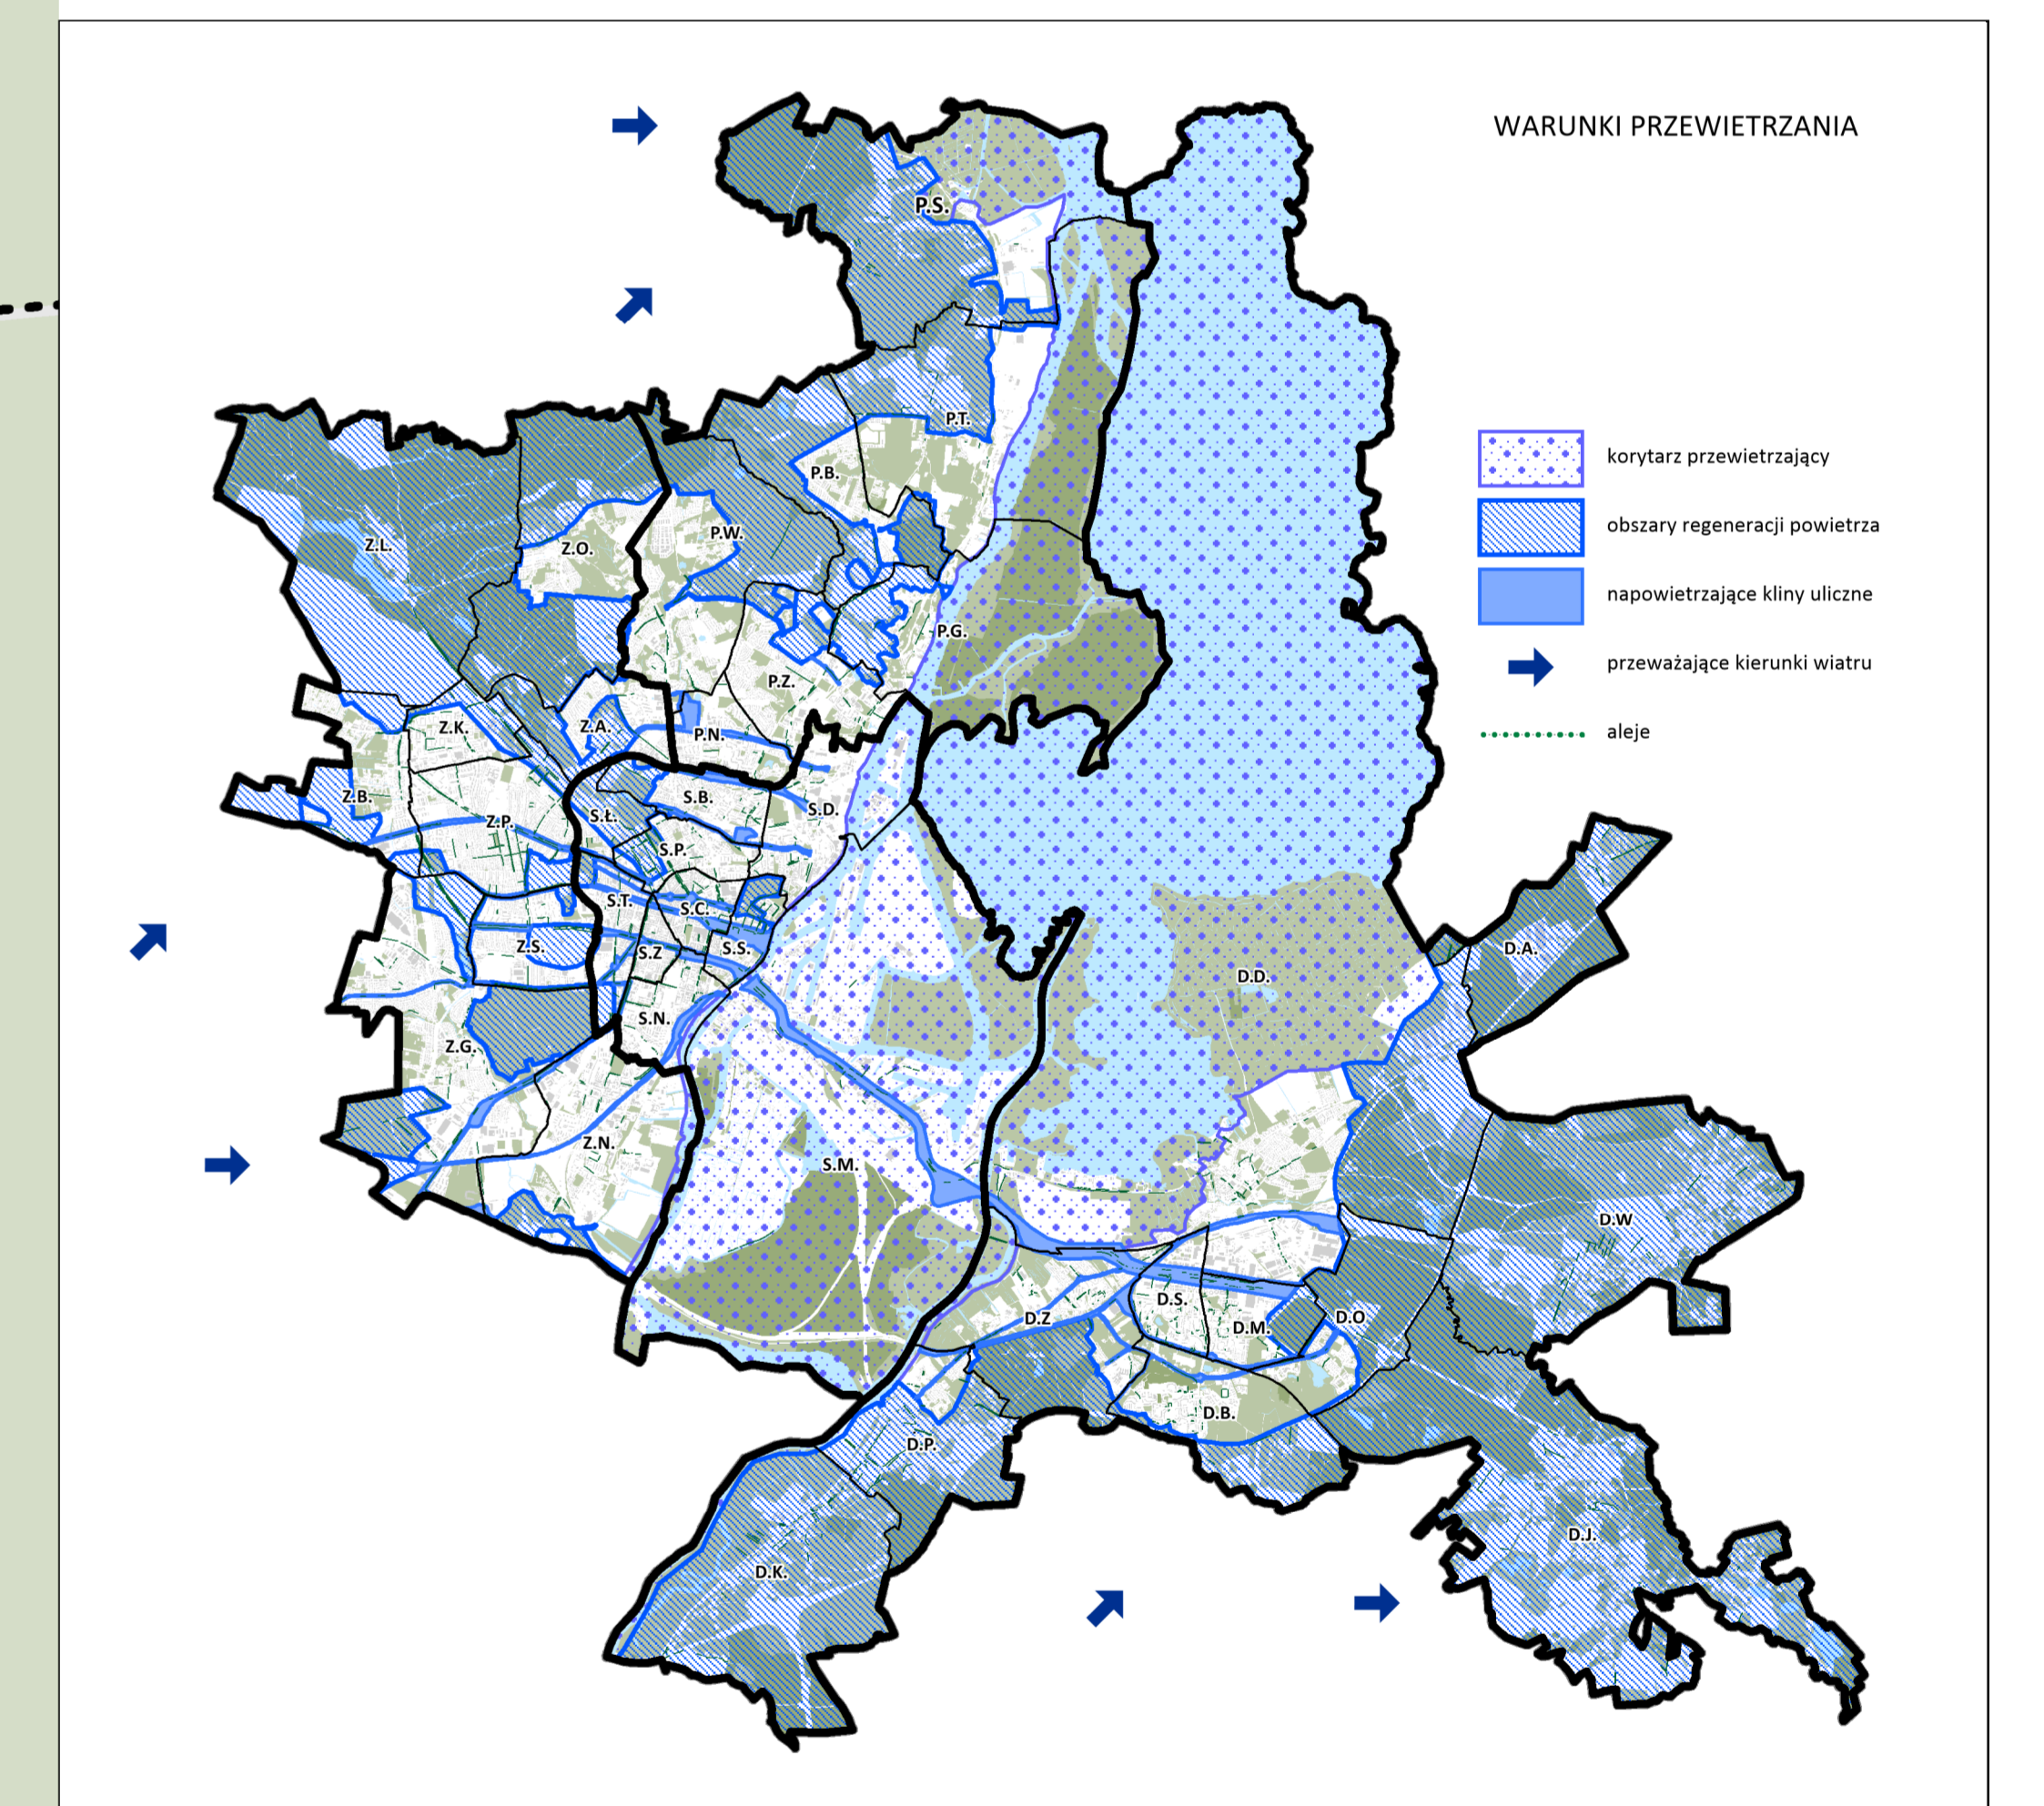 WARUNKI PRZEWIETRZANIA
korytarz przewietrzający
obszary regeneracji powietrza
napowietrzające kliny uliczne
przeważające kierunki wiatru
aleje
P.S.
P.T.
P.B.
P.W.
Z.O.
Z.L.
P.G.
P.Z.
Z.K.
Z.A.
P.N.
Z.B.
S.B.
S.D.
Z.P.
S.Ł.
S.P.
S.T.
S.C.
Z.S.
S.Z
S.S.
D.A.
D.D.
S.N.
Z.G.
Z.N.
S.M.
D.W
D.S.
D.Z
D.M.
D.O
D.B.
D.P.
D.J.
D.K.